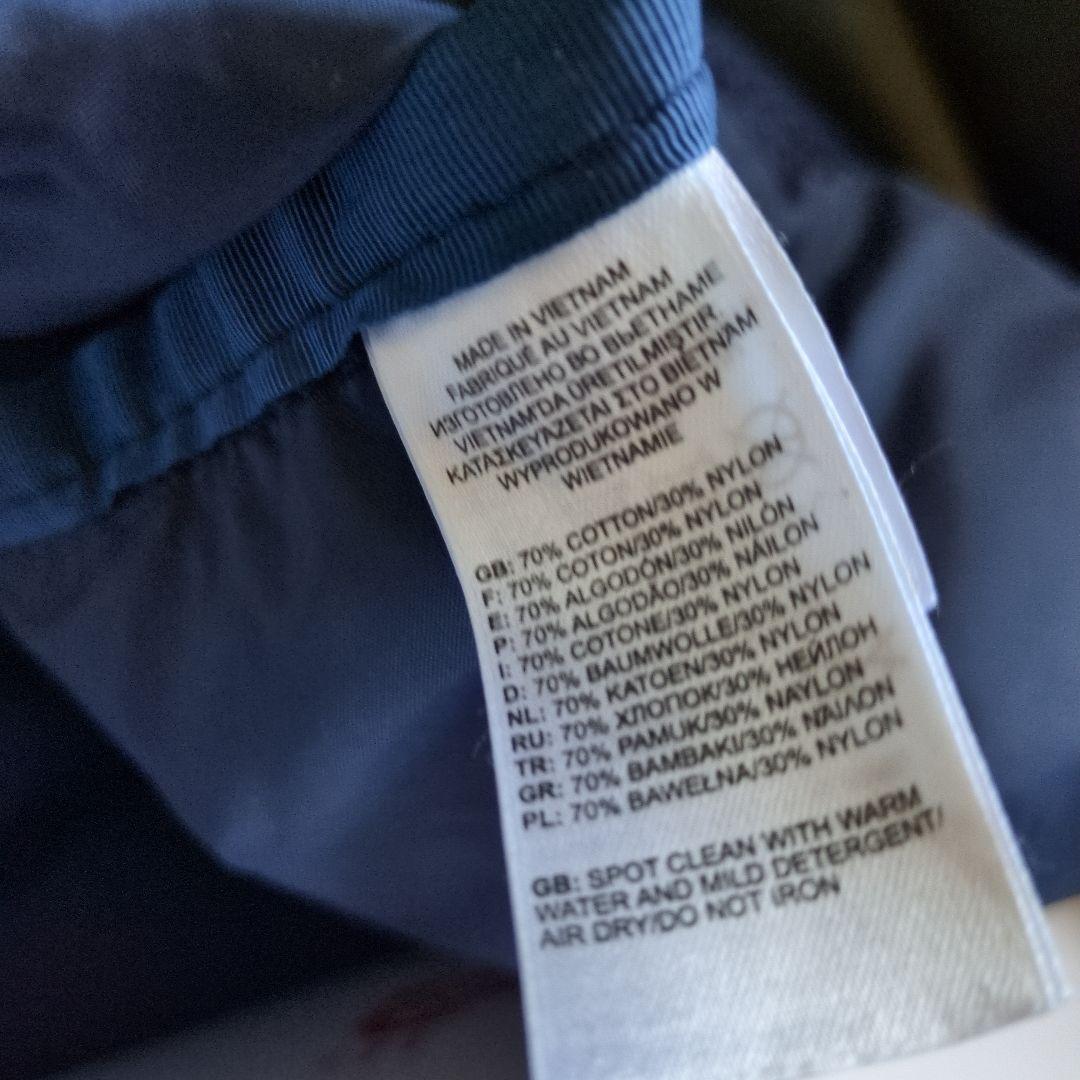 MADE IN VIETNAM
FABRIQUÉ AU VIETNAM
ИЗГОТОВЛЕНО ВО ВЬЕТНАМЕ
VIETNAM'DA ÜRETILMIŞTIR
ΚΑΤΑΣΚΕΥΑΖΕΤΑΙ ΣΤΟ ΒΙΕΤΝΑΜ
WYPRODUKOWANO W
WIETNAMIE
GB: 70% COTTON/30% NYLON
F: 70% COTON/30% NYLON
E: 70% ALGODÓN/30% NILÓN
P: 70% ALGODÃO/30% NÁILON
I: 70% COTONE/30% NYLON
D: 70% BAUMWOLLE/30% NYLON
NL: 70% KATOEN/30% NYLON
RU: 70% ХЛОПОК/30% НЕЙЛОН
TR: 70% PAMUK/30% NAYLON
GR: 70% ΒΑΜΒΑΚΙ/30% ΝΑΙΛΟΝ
PL: 70% BAWEŁNA/30% NYLON
GB: SPOT CLEAN WITH WARM
WATER AND MILD DETERGENT/
AIR DRY/DO NOT IRON